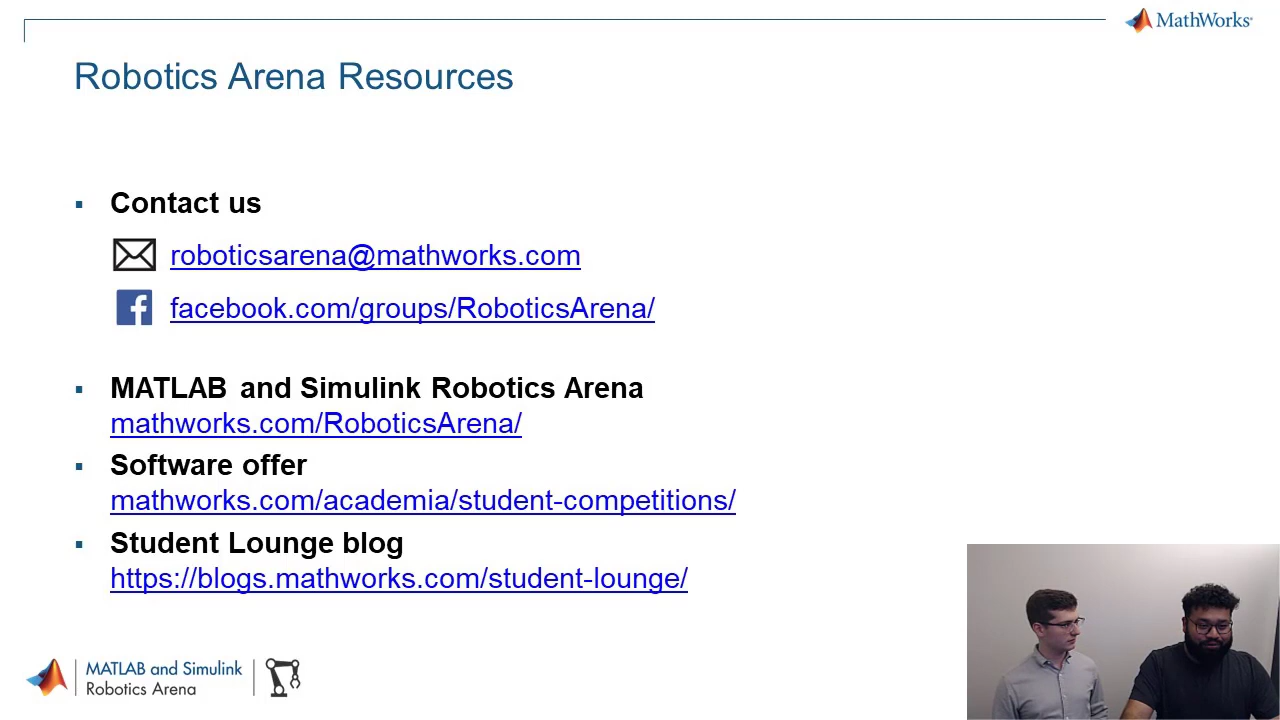 MathWorks®
Robotics Arena Resources
Contact us
roboticsarena@mathworks.com
facebook.com/groups/RoboticsArena/
MATLAB and Simulink Robotics Arena
mathworks.com/RoboticsArena/
Software offer
mathworks.com/academia/student-competitions/
Student Lounge blog
https://blogs.mathworks.com/student-lounge/
MATLAB and Simulink
Robotics Arena